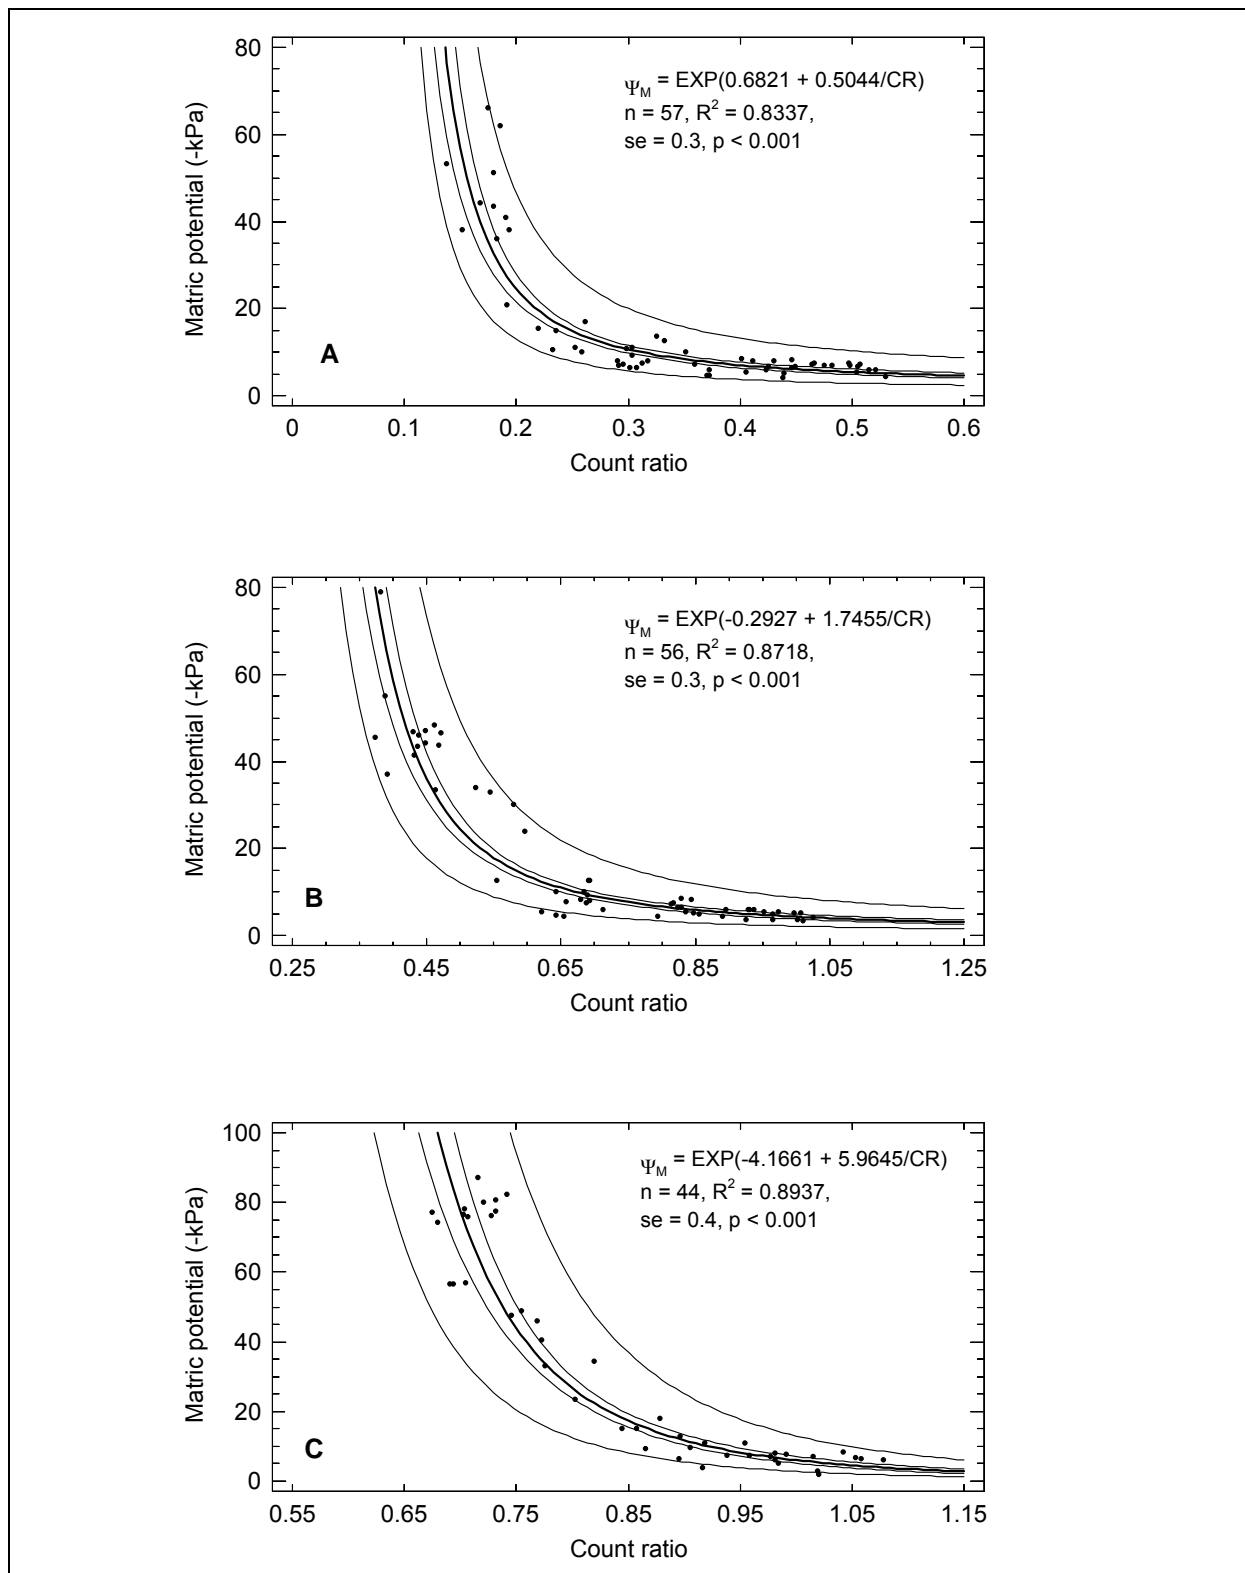 80
60
40
20
0
Matric potential (-kPa)
Ψ_M = EXP(0.6821 + 0.5044/CR)
n = 57, R² = 0.8337,
se = 0.3, p < 0.001
A
0 0.1 0.2 0.3 0.4 0.5 0.6
Count ratio
80
60
40
20
0
Matric potential (-kPa)
Ψ_M = EXP(-0.2927 + 1.7455/CR)
n = 56, R² = 0.8718,
se = 0.3, p < 0.001
B
0.25 0.45 0.65 0.85 1.05 1.25
Count ratio
100
80
60
40
20
0
Matric potential (-kPa)
Ψ_M = EXP(-4.1661 + 5.9645/CR)
n = 44, R² = 0.8937,
se = 0.4, p < 0.001
C
0.55 0.65 0.75 0.85 0.95 1.05 1.15
Count ratio